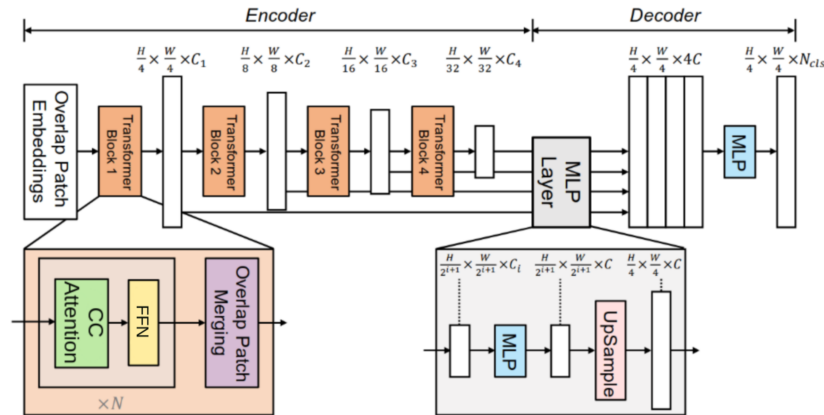 Encoder
Decoder
H/4 × W/4 × C₁
H/8 × W/8 × C₂
H/16 × W/16 × C₃
H/32 × W/32 × C₄
H/4 × W/4 × 4C
H/4 × W/4 × N_cls
Overlap Patch
Embeddings
Transformer
Block 1
Transformer
Block 2
Transformer
Block 3
Transformer
Block 4
MLP
Layer
MLP
CC
Attention
FFN
Overlap Patch
Merging
×N
H/2^{i+1} × W/2^{i+1} × C_i
H/2^{i+1} × W/2^{i+1} × C
H/4 × W/4 × C
MLP
UpSample